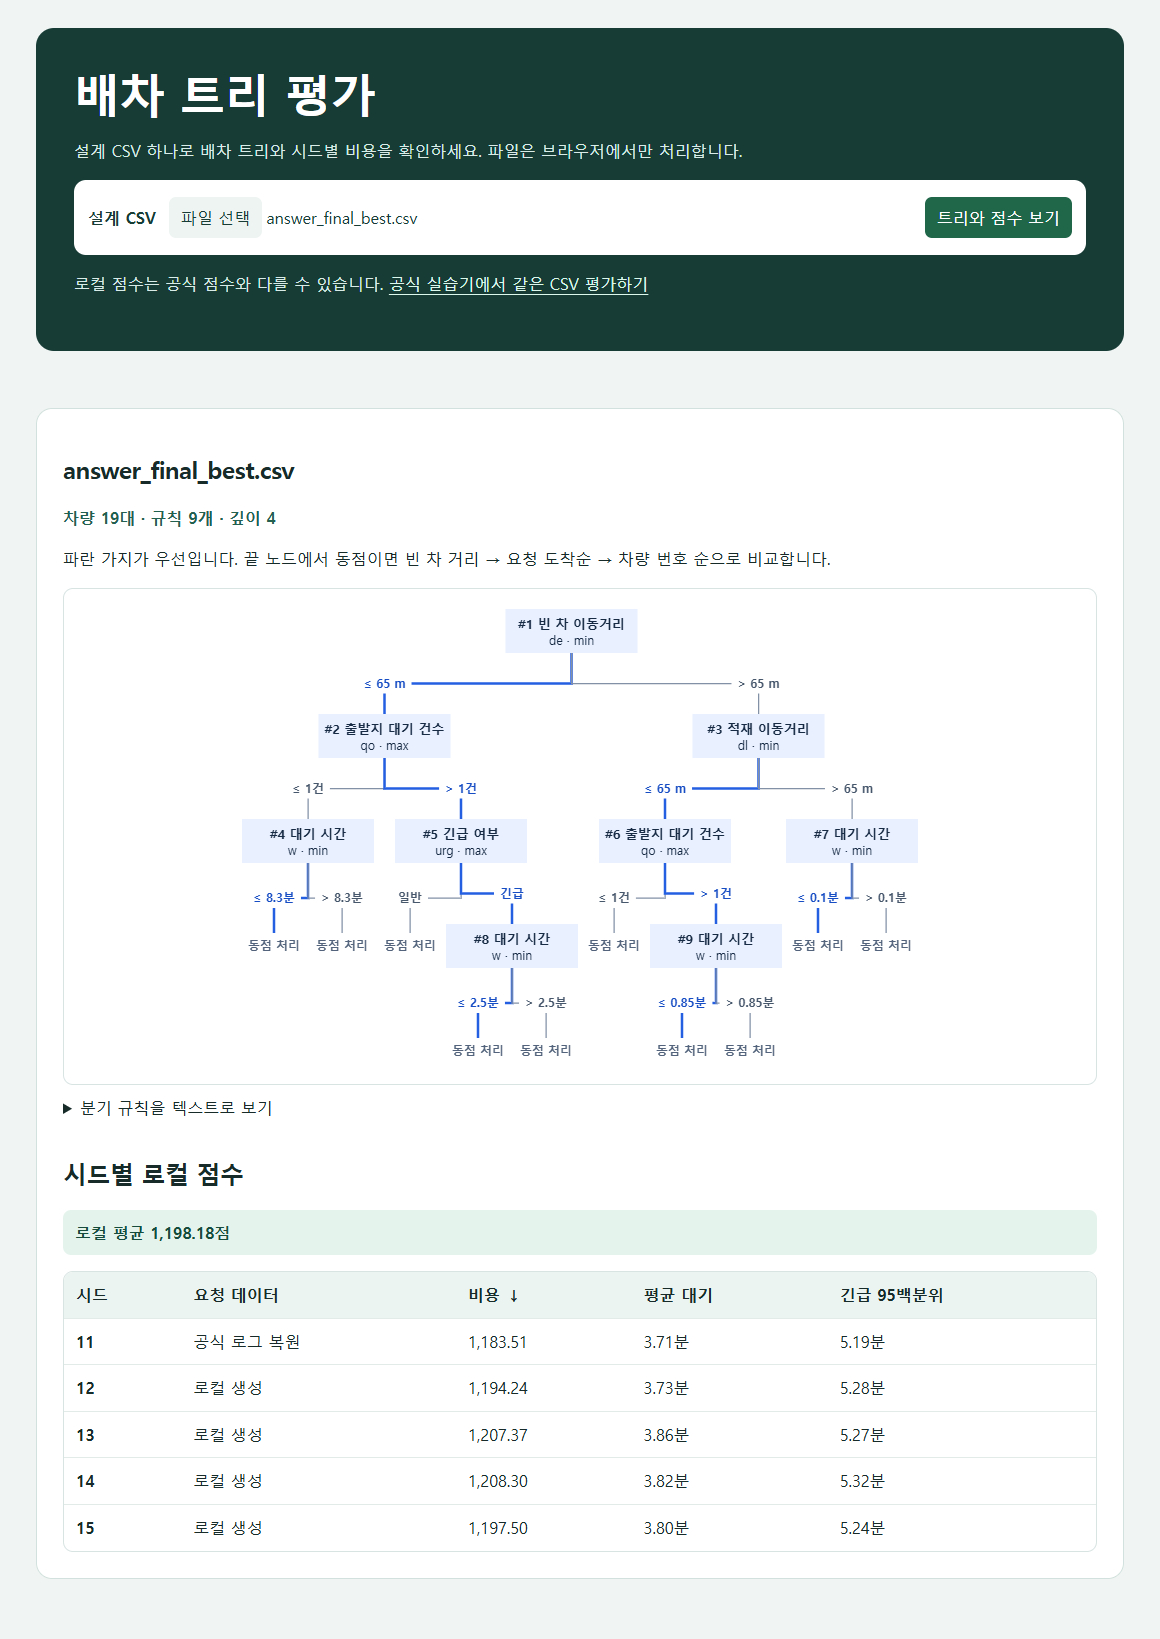 배차 트리 평가
설계 CSV 하나로 배차 트리와 시드별 비용을 확인하세요. 파일은 브라우저에서만 처리합니다.
설계 CSV 파일 선택 answer_final_best.csv 트리와 점수 보기
로컬 점수는 공식 점수와 다를 수 있습니다. 공식 실습기에서 같은 CSV 평가하기
answer_final_best.csv
차량 19대 · 규칙 9개 · 깊이 4
파란 가지가 우선입니다. 끝 노드에서 동점이면 빈 차 거리 → 요청 도착순 → 차량 번호 순으로 비교합니다.
#1 빈 차 이동거리
de · min
≤ 65 m > 65 m
#2 출발지 대기 건수 #3 적재 이동거리
qo · max dl · min
≤ 1건 > 1건 ≤ 65 m > 65 m
#4 대기 시간 #5 긴급 여부 #6 출발지 대기 건수 #7 대기 시간
w · min urg · max qo · max w · min
≤ 8.3분 > 8.3분 일반 긴급 ≤ 1건 > 1건 ≤ 0.1분 > 0.1분
동점 처리 동점 처리 동점 처리 #8 대기 시간 동점 처리 #9 대기 시간 동점 처리 동점 처리
w · min w · min
≤ 2.5분 > 2.5분 ≤ 0.85분 > 0.85분
동점 처리 동점 처리 동점 처리 동점 처리
▶ 분기 규칙을 텍스트로 보기
시드별 로컬 점수
로컬 평균 1,198.18점
시드 요청 데이터 비용 ↓ 평균 대기 긴급 95백분위
11 공식 로그 복원 1,183.51 3.71분 5.19분
12 로컬 생성 1,194.24 3.73분 5.28분
13 로컬 생성 1,207.37 3.86분 5.27분
14 로컬 생성 1,208.30 3.82분 5.32분
15 로컬 생성 1,197.50 3.80분 5.24분